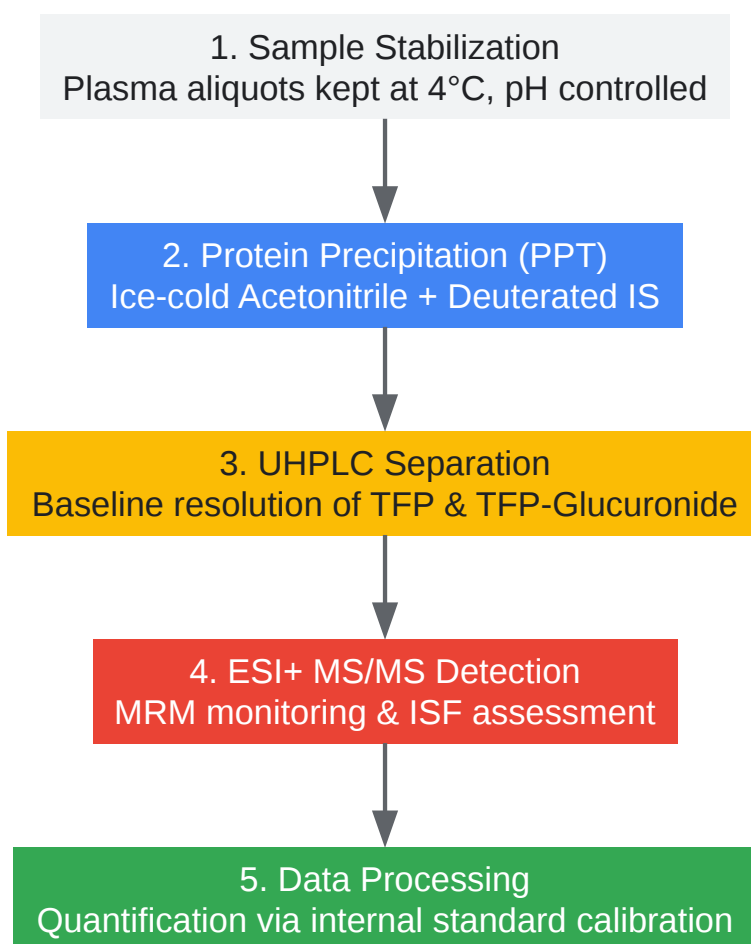 1. Sample Stabilization
Plasma aliquots kept at 4°C, pH controlled
2. Protein Precipitation (PPT)
Ice-cold Acetonitrile + Deuterated IS
3. UHPLC Separation
Baseline resolution of TFP & TFP-Glucuronide
4. ESI+ MS/MS Detection
MRM monitoring & ISF assessment
5. Data Processing
Quantification via internal standard calibration